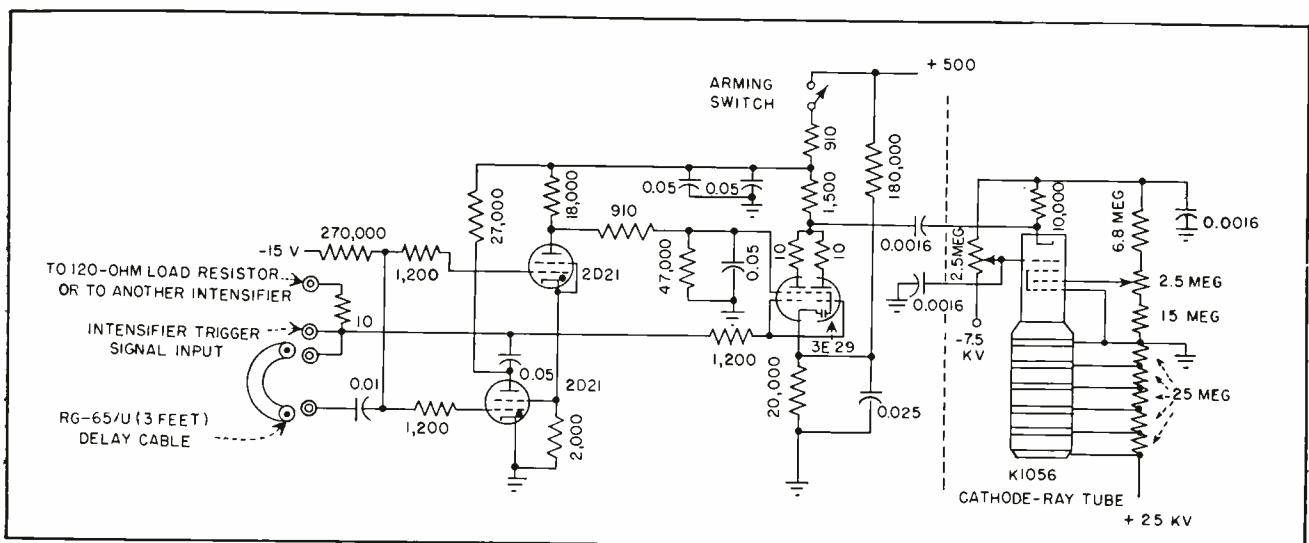 + 500
ARMING
SWITCH
910
1,500
180,000
27,000
18,000
0.05
0.05
910
270,000
-15 V
1,200
2D21
47,000
0.05
10
10
0.0016
10,000
6.8 MEG
0.0016
2.5 MEG
2.5 MEG
0.0016
15 MEG
-7.5
KV
TO 120-OHM LOAD RESISTOR
OR TO ANOTHER INTENSIFIER
INTENSIFIER TRIGGER
SIGNAL INPUT
10
1,200
3E 29
0.05
2D21
20,000
0.025
25 MEG
0.01
RG-65/U (3 FEET)
DELAY CABLE
1,200
2,000
K1056
CATHODE-RAY TUBE
+ 25 KV